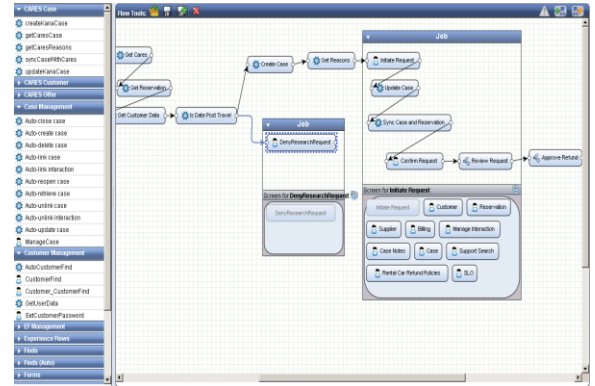 CARES Case
createKanaCase
getCaresCase
getCaresReasons
syncCaseWithCares
updateKanaCase
CARES Customer
CARES Offer
Case Management
Auto-close case
Auto-create case
Auto-delete case
Auto-link case
Auto-link interaction
Auto-reopen case
Auto-retrieve case
Auto-unlink case
Auto-unlink interaction
Auto-update case
ManageCase
Customer Management
AutoCustomerFind
CustomerFind
Customer_CustomerFind
GetUserData
SetCustomerPassword
EF Management
Experience Flows
Finds
Finds (Auto)
Forms
Flow Tools:
Get Cares
Get Reservation
Get Customer Data
Is Date Post Travel
Create Case
Get Reasons
Job
DenyResearchRequest
Screen for DenyResearchRequest
DenyResearchRequest
Job
Initiate Request
Update Case
Sync Case and Reservation
Confirm Request
Review Request
Approve Refund
Screen for Initiate Request
Initiate Request
Customer
Reservation
Supplier
Billing
Manage Interaction
Case Notes
Case
Support Search
Rental Car Refund Policies
SLO